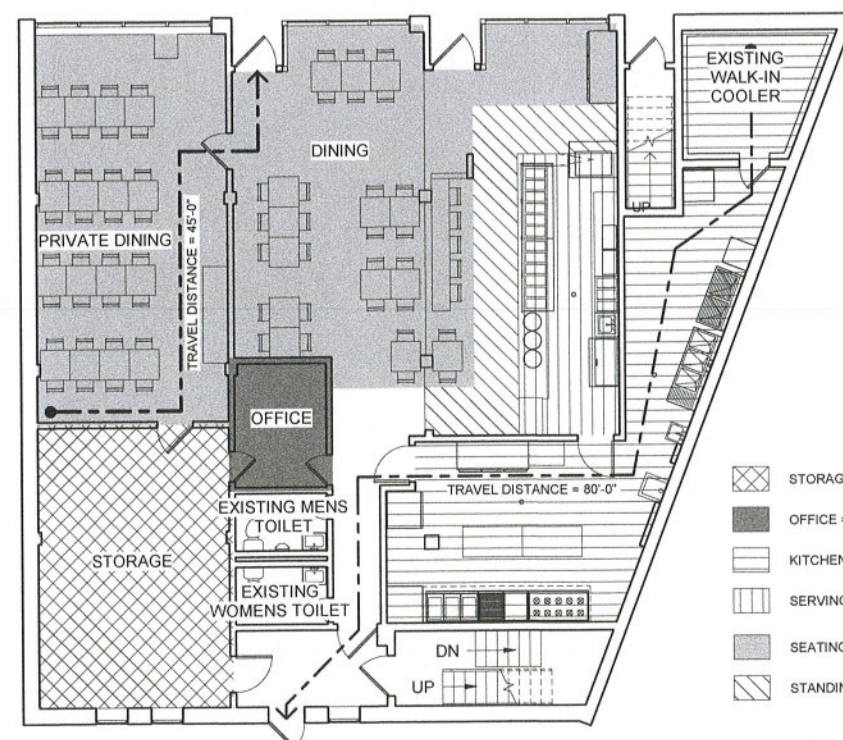 EXISTING
WALK-IN
COOLER
DINING
UP
PRIVATE DINING
TRAVEL DISTANCE = 45'-0"
OFFICE
TRAVEL DISTANCE = 80'-0"
EXISTING MENS
TOILET
STORAGE
EXISTING
WOMENS TOILET
DN
UP
STORAG
OFFICE =
KITCHEN
SERVING
SEATING
STANDIN